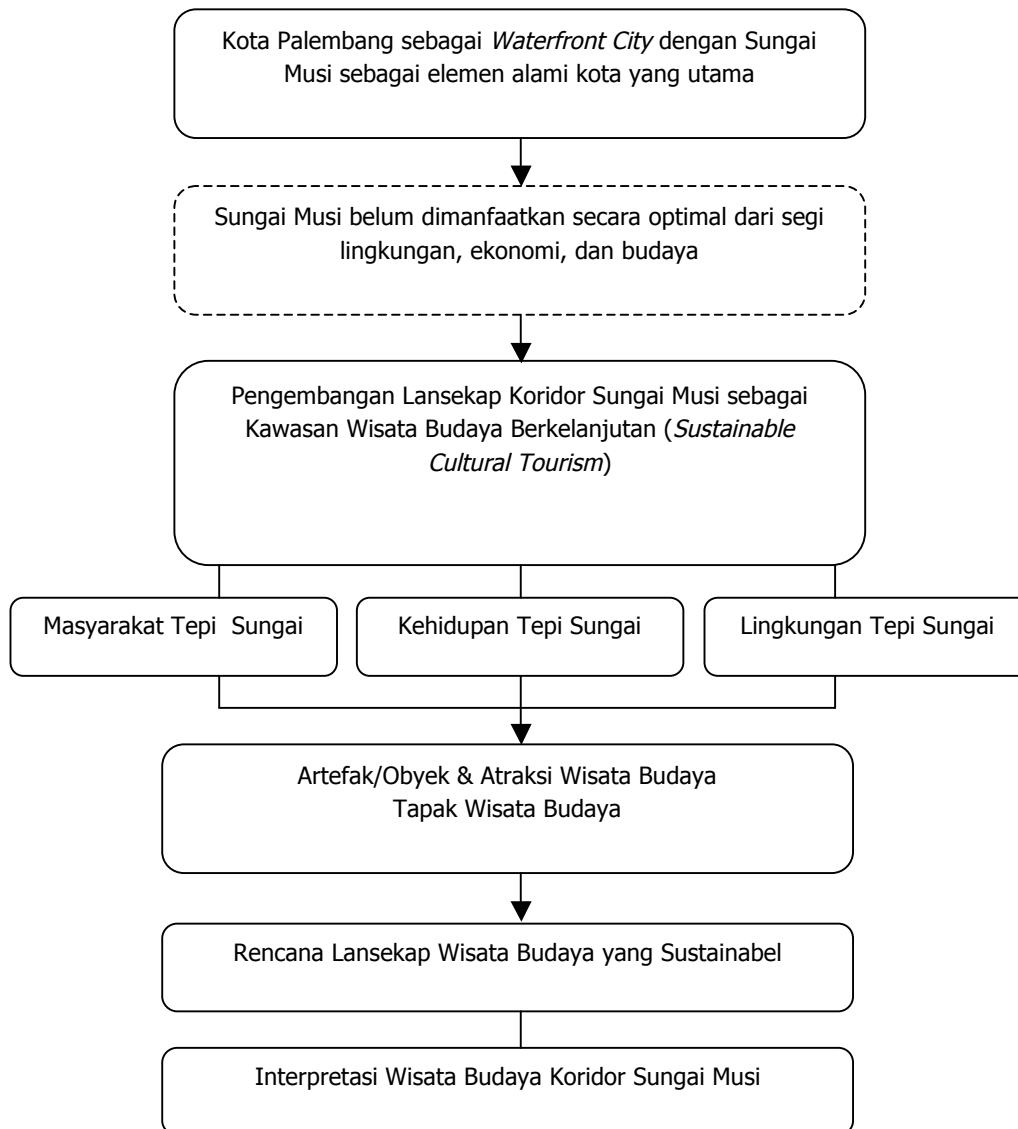 Kota Palembang sebagai Waterfront City dengan Sungai
Musi sebagai elemen alami kota yang utama
Sungai Musi belum dimanfaatkan secara optimal dari segi
lingkungan, ekonomi, dan budaya
Pengembangan Lansekap Koridor Sungai Musi sebagai
Kawasan Wisata Budaya Berkelanjutan (Sustainable
Cultural Tourism)
Masyarakat Tepi Sungai
Kehidupan Tepi Sungai
Lingkungan Tepi Sungai
Artefak/Obyek & Atraksi Wisata Budaya
Tapak Wisata Budaya
Rencana Lansekap Wisata Budaya yang Sustainabel
Interpretasi Wisata Budaya Koridor Sungai Musi